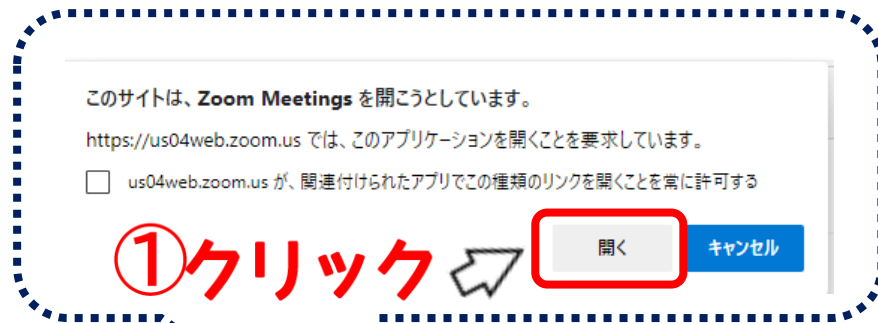 このサイトは、Zoom Meetings を開こうとしています。
https://us04web.zoom.us では、このアプリケーションを開くことを要求しています。
us04web.zoom.us が、関連付けられたアプリでこの種類のリンクを開くことを常に許可する
①クリック 開く キャンセル